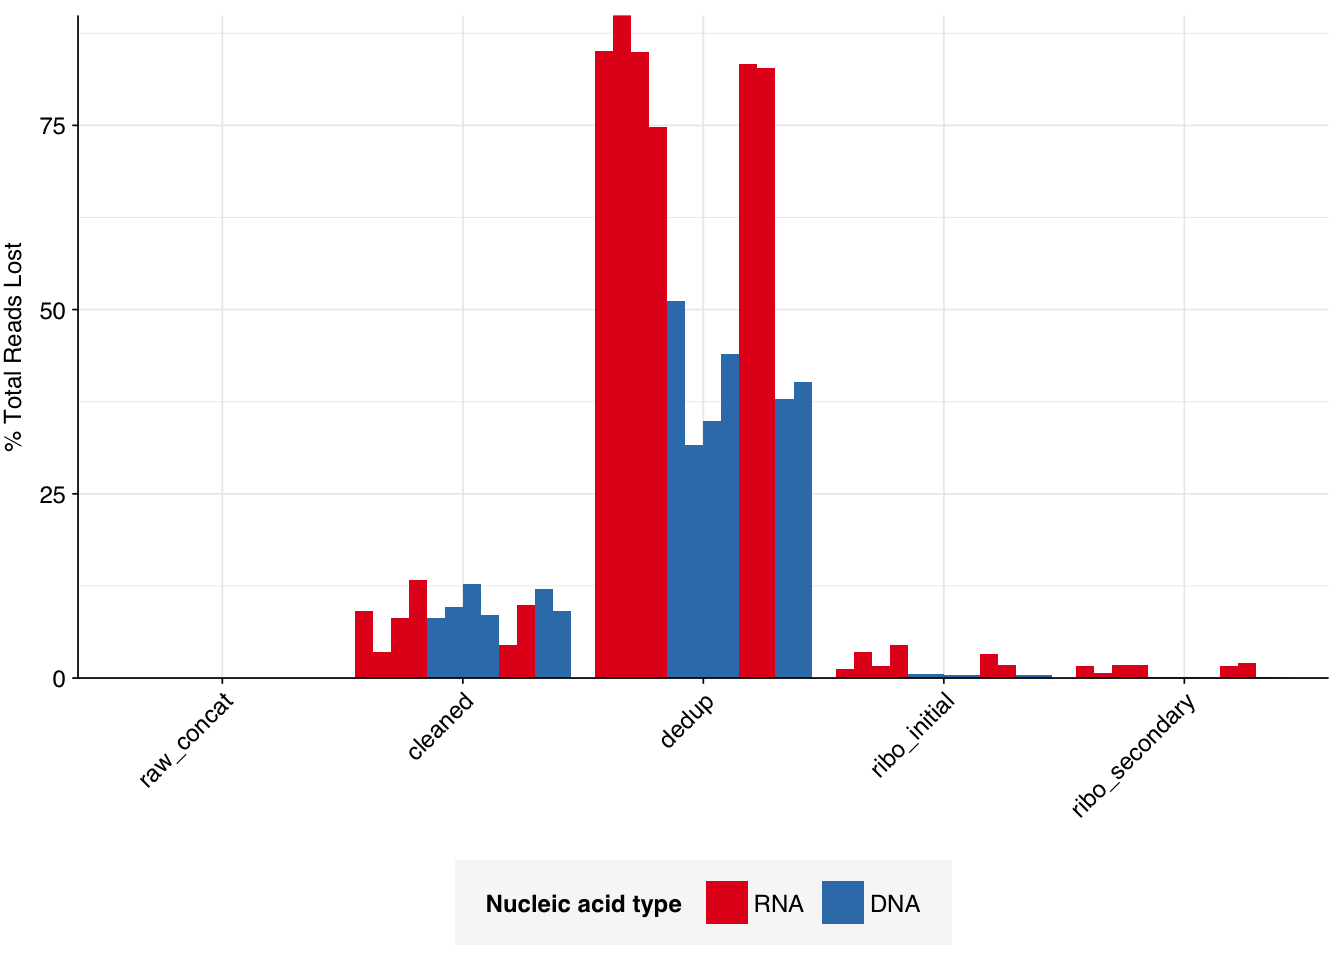 % Total Reads Lost
75
50
25
0
raw_concat
cleaned
dedup
ribo_initial
ribo_secondary
Nucleic acid type RNA DNA